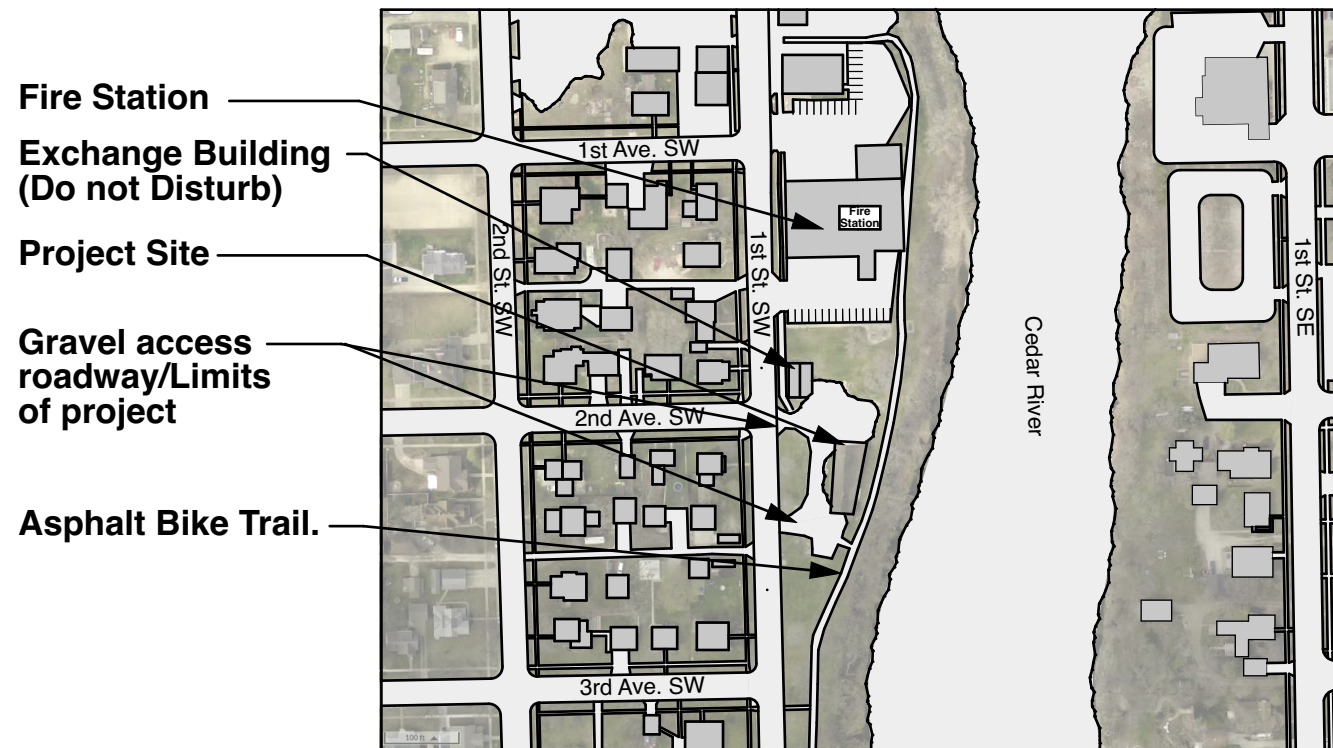 Fire Station
Exchange Building
(Do not Disturb)
Project Site
Gravel access
roadway/Limits
of project
Asphalt Bike Trail.
1st Ave. SW
2nd St. SW
1st St. SW
Fire
Station
2nd Ave. SW
3rd Ave. SW
Cedar River
1st St. SE
100 ft